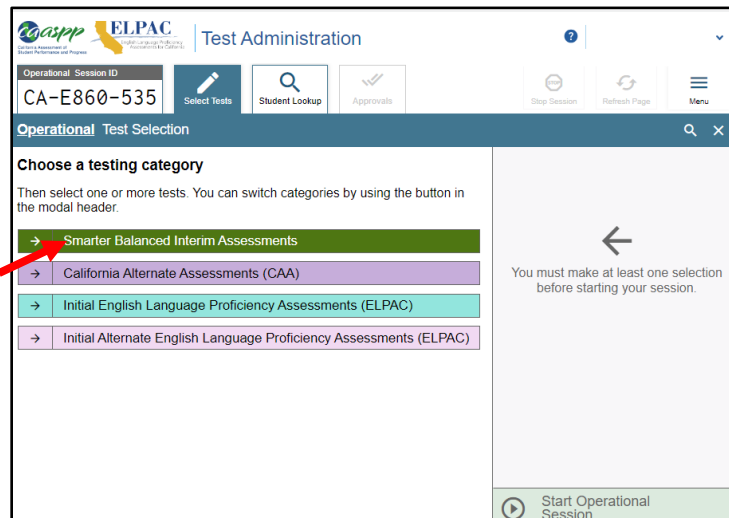 caaspp
California Assessment of
Student Performance and Progress
ELPAC
English Language Proficiency
Assessments for California
Test Administration
?
Operational Session ID
CA-E860-535
Select Tests
Student Lookup
Approvals
STOP
Stop Session
Refresh Page
Menu
Operational Test Selection
Choose a testing category
Then select one or more tests. You can switch categories by using the button in
the modal header.
Smarter Balanced Interim Assessments
California Alternate Assessments (CAA)
Initial English Language Proficiency Assessments (ELPAC)
Initial Alternate English Language Proficiency Assessments (ELPAC)
You must make at least one selection
before starting your session.
Start Operational
Session